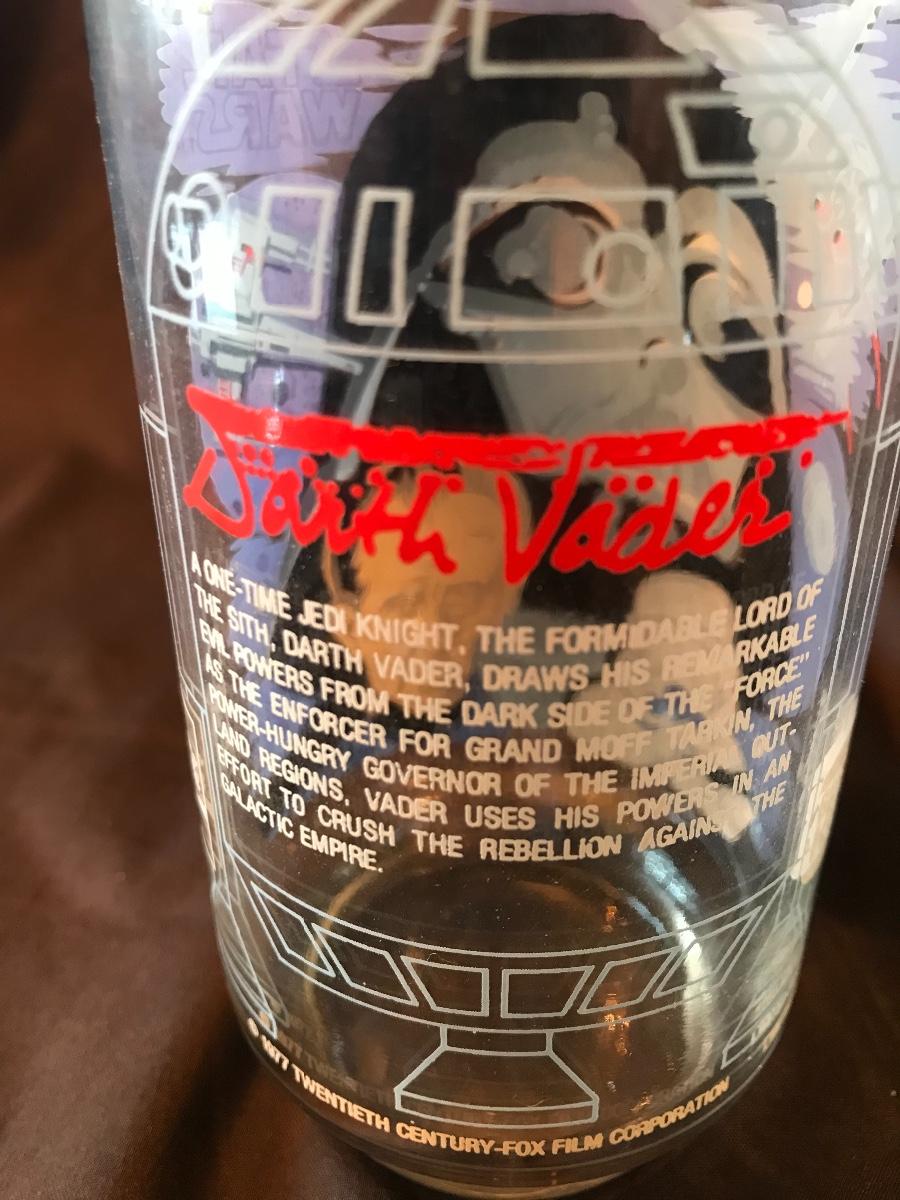 Darth Vader
A ONE-TIME JEDI KNIGHT, THE FORMIDABLE LORD OF
THE SITH, DARTH VADER, DRAWS HIS REMARKABLE
EVIL POWERS FROM THE DARK SIDE OF THE "FORCE"
AS THE ENFORCER FOR GRAND MOFF TARKIN, THE
POWER-HUNGRY GOVERNOR OF THE IMPERIAL OUT-
LAND REGIONS, VADER USES HIS POWERS IN AN
EFFORT TO CRUSH THE REBELLION AGAINST THE
GALACTIC EMPIRE.
© 1977 TWENTIETH CENTURY-FOX FILM CORPORATION